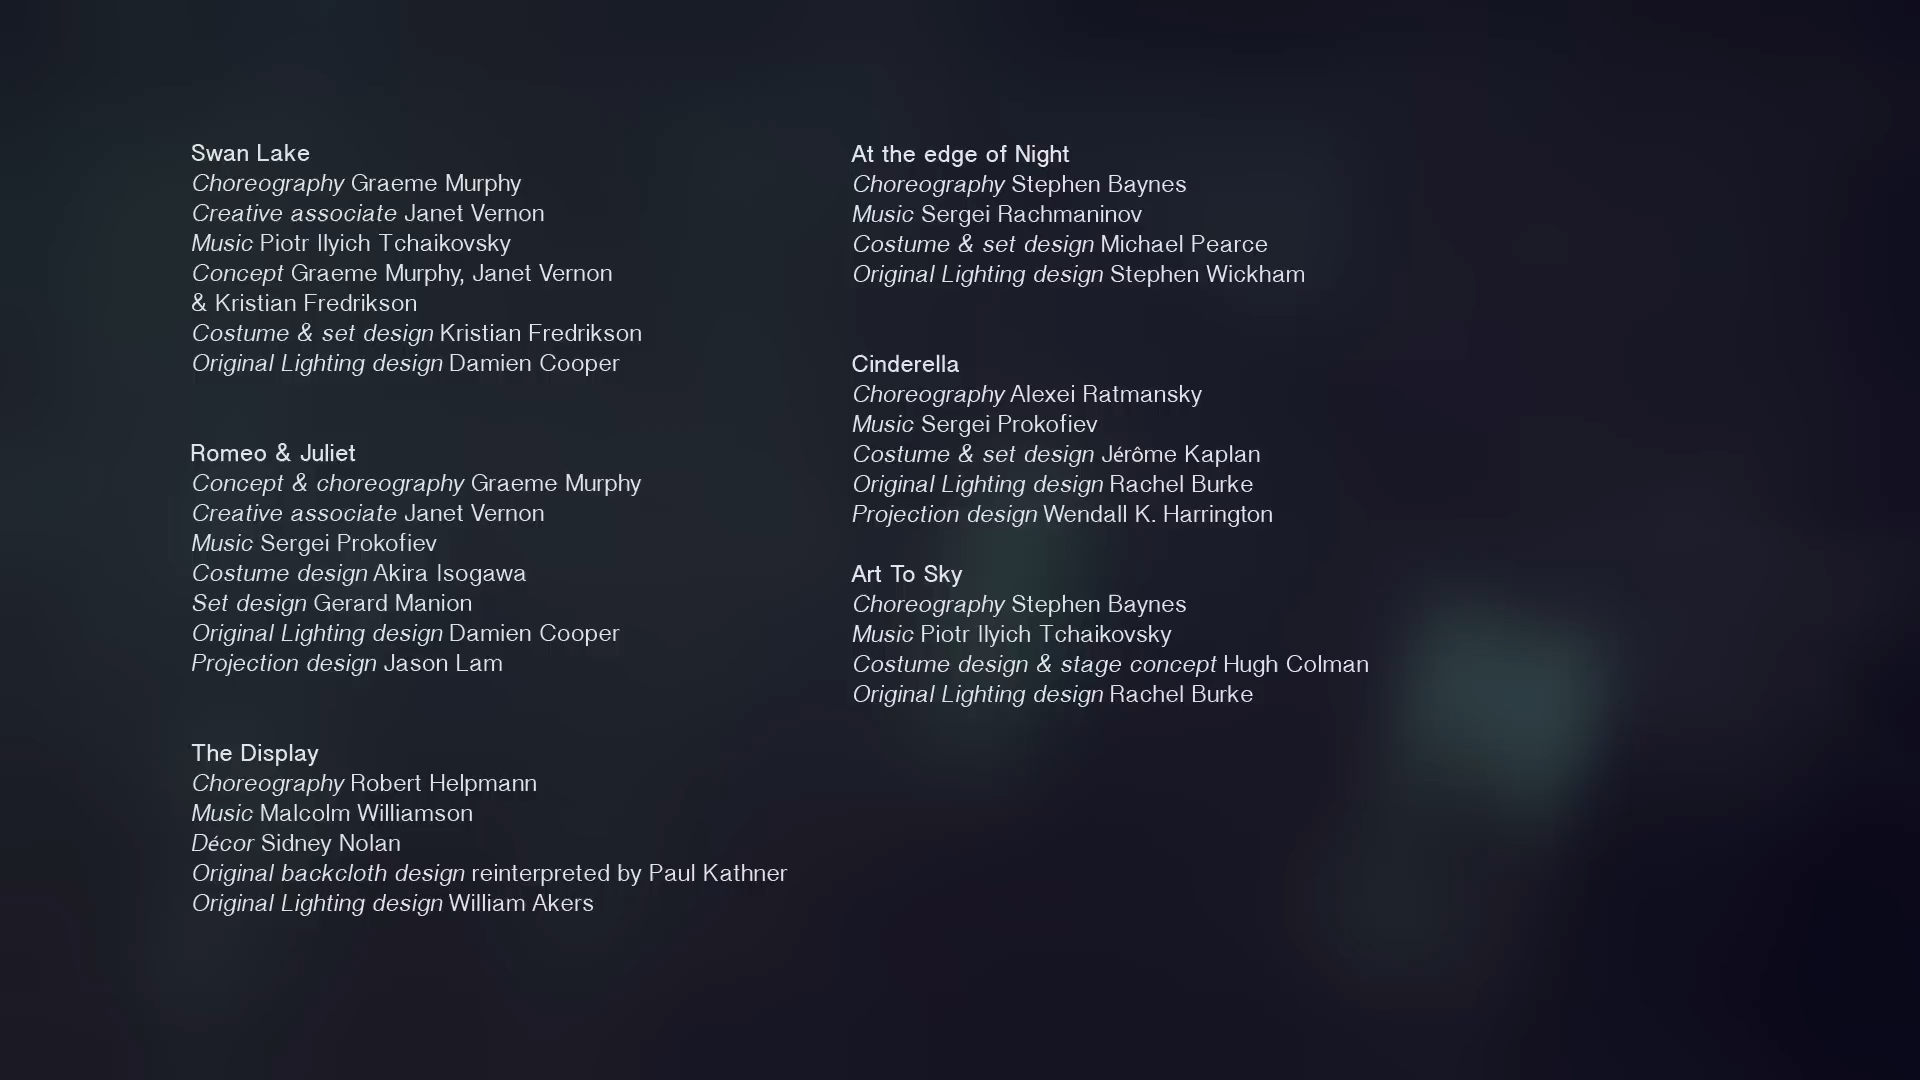 Swan Lake
Choreography Graeme Murphy
Creative associate Janet Vernon
Music Piotr Ilyich Tchaikovsky
Concept Graeme Murphy, Janet Vernon
& Kristian Fredrikson
Costume & set design Kristian Fredrikson
Original Lighting design Damien Cooper
Romeo & Juliet
Concept & choreography Graeme Murphy
Creative associate Janet Vernon
Music Sergei Prokofiev
Costume design Akira Isogawa
Set design Gerard Manion
Original Lighting design Damien Cooper
Projection design Jason Lam
The Display
Choreography Robert Helpmann
Music Malcolm Williamson
Décor Sidney Nolan
Original backcloth design reinterpreted by Paul Kathner
Original Lighting design William Akers
At the edge of Night
Choreography Stephen Baynes
Music Sergei Rachmaninov
Costume & set design Michael Pearce
Original Lighting design Stephen Wickham
Cinderella
Choreography Alexei Ratmansky
Music Sergei Prokofiev
Costume & set design Jérôme Kaplan
Original Lighting design Rachel Burke
Projection design Wendall K. Harrington
Art To Sky
Choreography Stephen Baynes
Music Piotr Ilyich Tchaikovsky
Costume design & stage concept Hugh Colman
Original Lighting design Rachel Burke